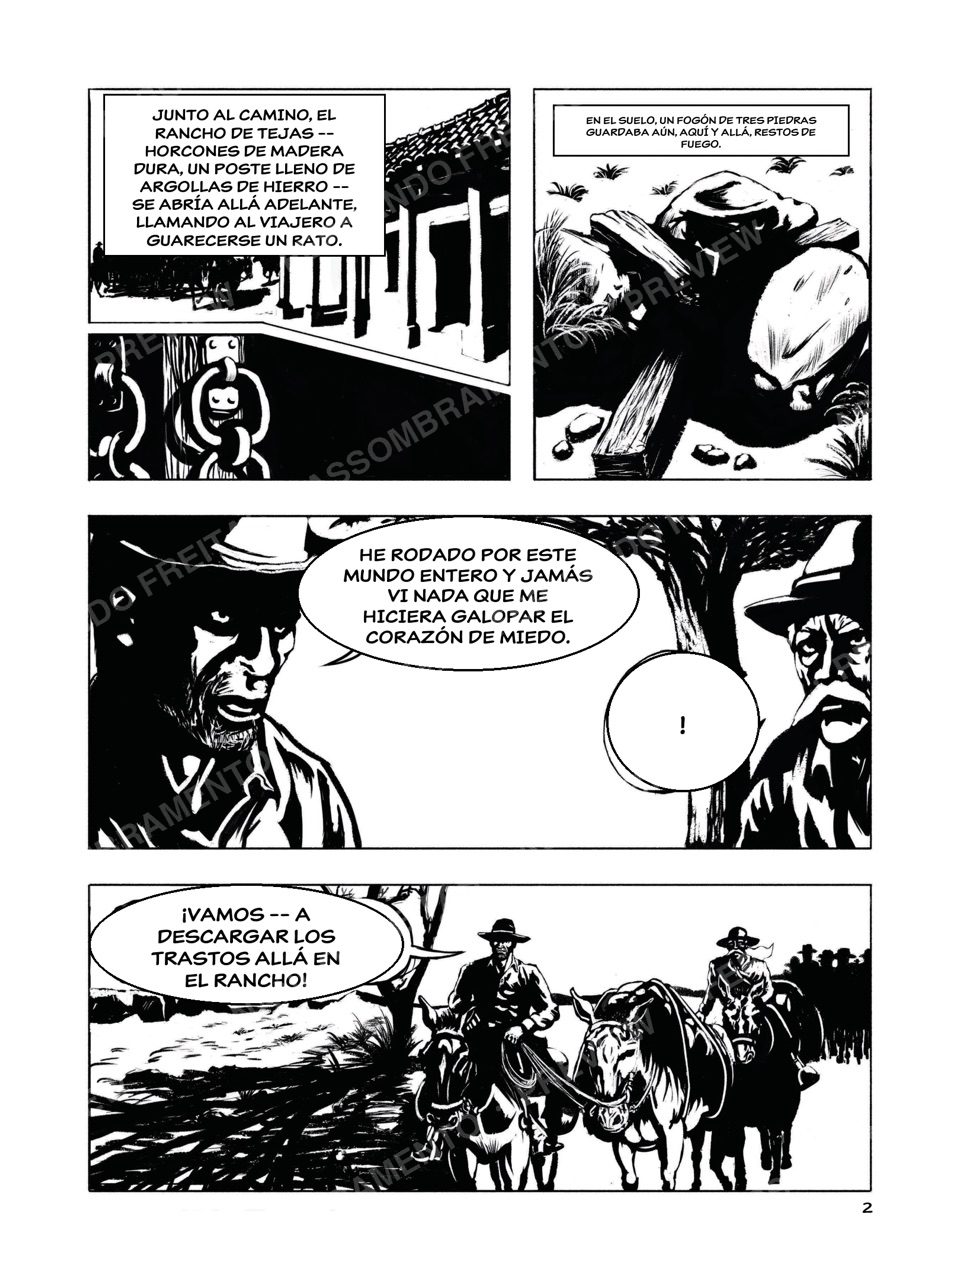 JUNTO AL CAMINO, EL
RANCHO DE TEJAS --
HORCONES DE MADERA
DURA, UN POSTE LLENO DE
ARGOLLAS DE HIERRO --
SE ABRÍA ALLÁ ADELANTE,
LLAMANDO AL VIAJERO A
GUARECERSE UN RATO.
EN EL SUELO, UN FOGÓN DE TRES PIEDRAS
GUARDABA AÚN, AQUÍ Y ALLÁ, RESTOS DE
FUEGO.
HE RODADO POR ESTE
MUNDO ENTERO Y JAMÁS
VI NADA QUE ME
HICIERA GALOPAR EL
CORAZÓN DE MIEDO.
!
¡VAMOS -- A
DESCARGAR LOS
TRASTOS ALLÁ EN
EL RANCHO!
2